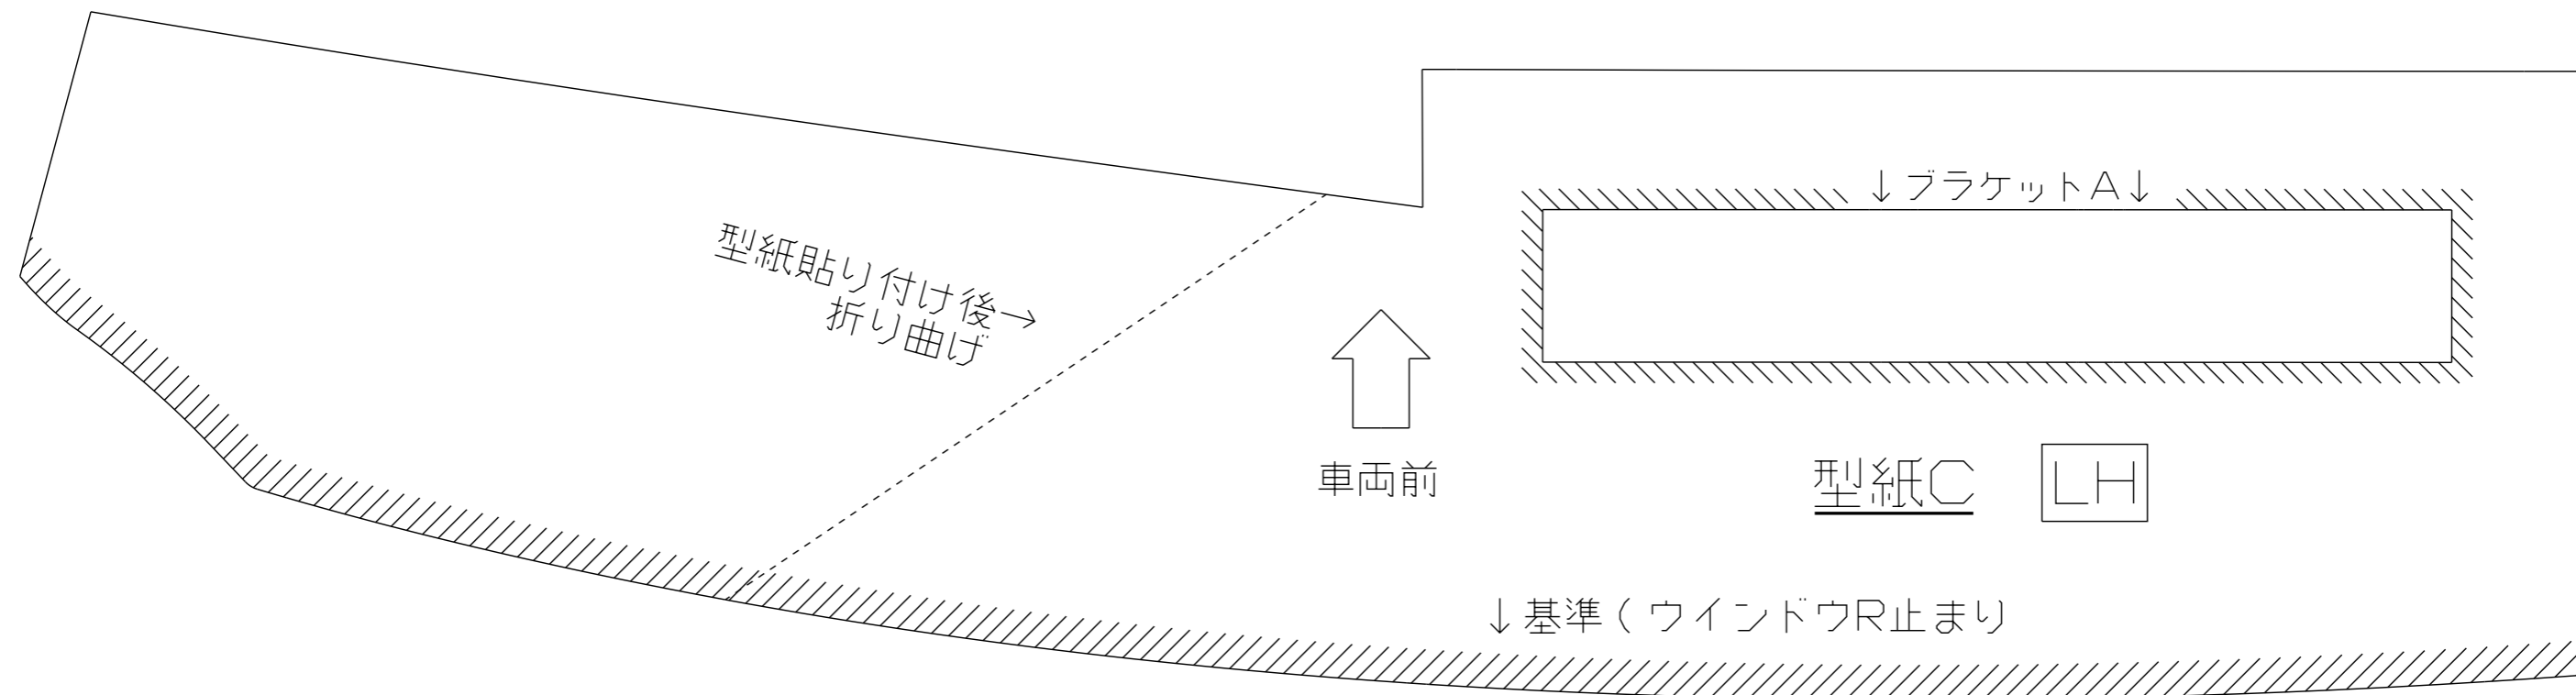 ↓ブラケットA↓
型紙貼り付け後→
折り曲げ
車両前
型紙C LH
↓基準(ウインドウR止まり